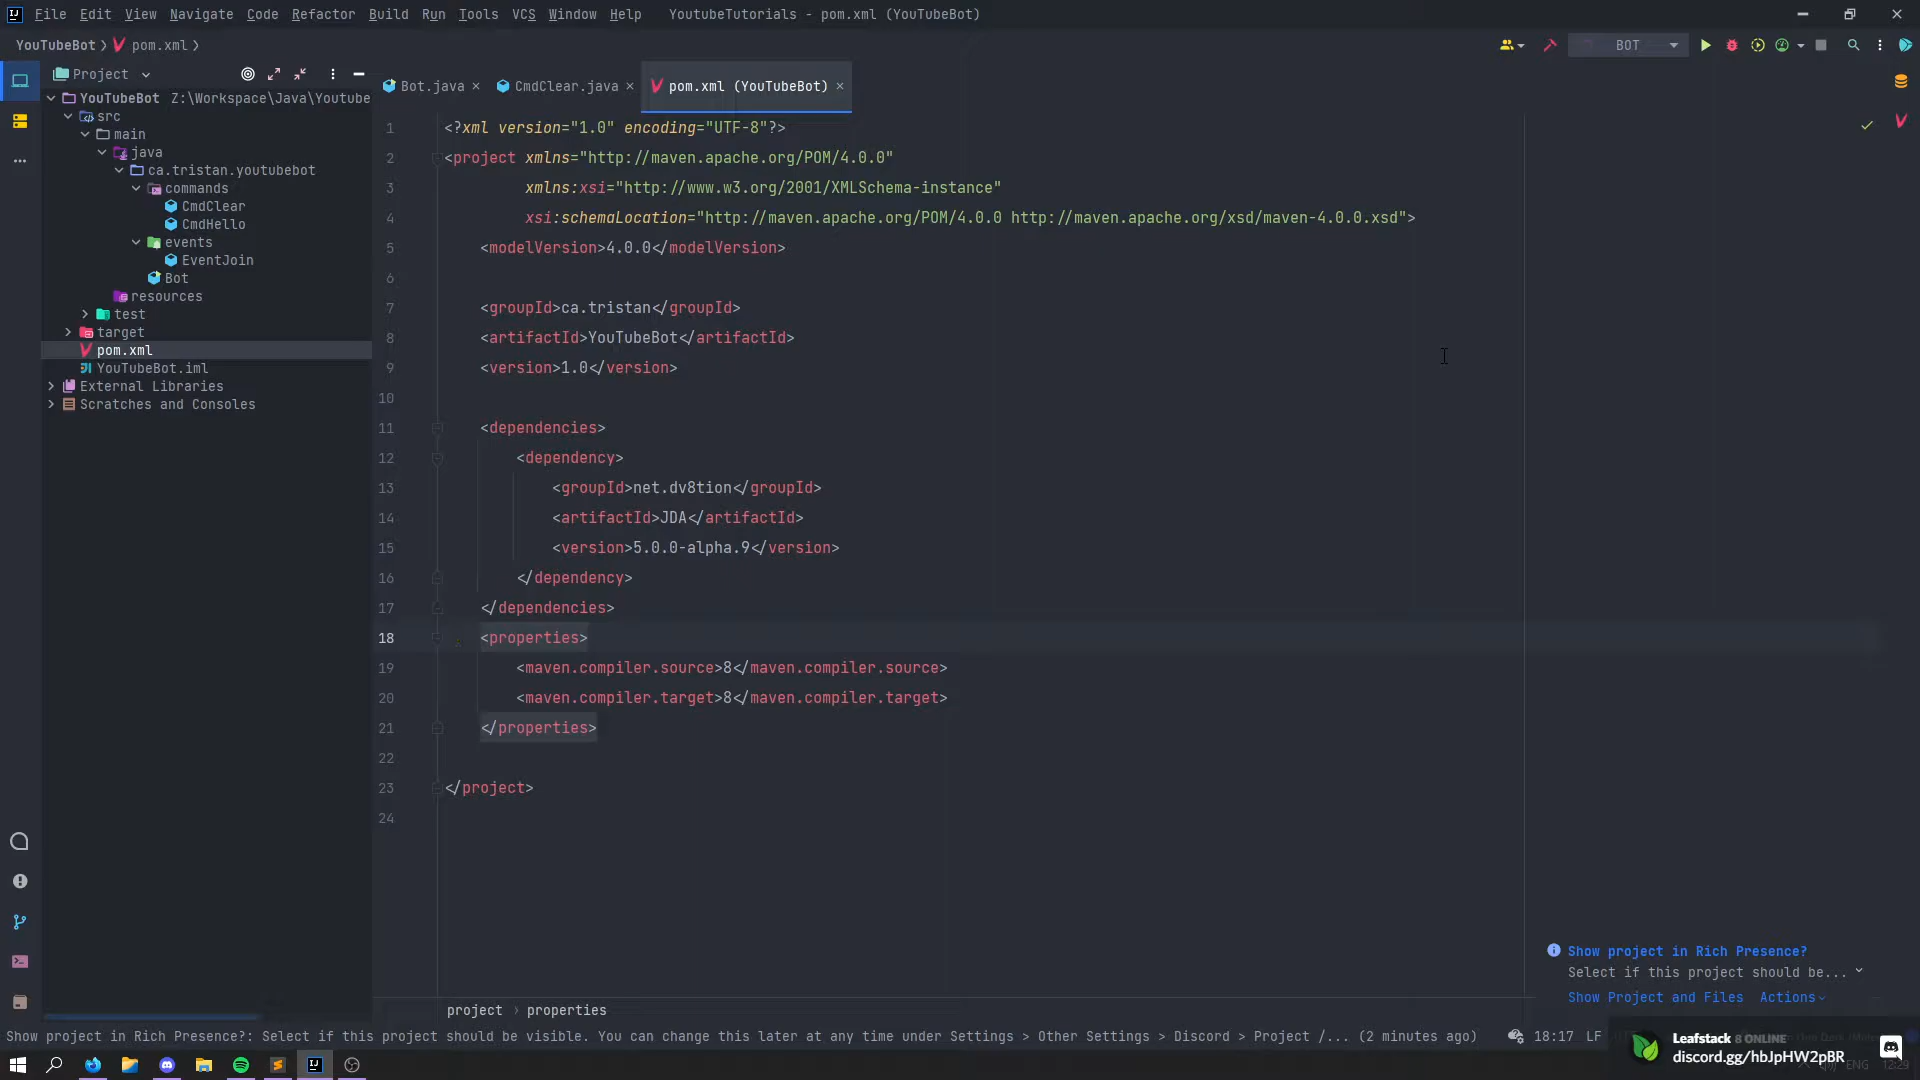 File Edit View Navigate Code Refactor Build Run Tools VCS Window Help YoutubeTutorials - pom.xml (YouTubeBot)
YouTubeBot pom.xml
BOT
Project
Bot.java
CmdClear.java
pom.xml (YouTubeBot)
YouTubeBot Z:\Workspace\Java\Youtube
src
main
java
ca.tristan.youtubebot
commands
CmdClear
CmdHello
events
EventJoin
Bot
resources
test
target
pom.xml
YouTubeBot.iml
External Libraries
Scratches and Consoles
1 <?xml version="1.0" encoding="UTF-8"?>
2 <project xmlns="http://maven.apache.org/POM/4.0.0"
3 xmlns:xsi="http://www.w3.org/2001/XMLSchema-instance"
4 xsi:schemaLocation="http://maven.apache.org/POM/4.0.0 http://maven.apache.org/xsd/maven-4.0.0.xsd">
5 <modelVersion>4.0.0</modelVersion>
6
7 <groupId>ca.tristan</groupId>
8 <artifactId>YouTubeBot</artifactId>
9 <version>1.0</version>
10
11 <dependencies>
12 <dependency>
13 <groupId>net.dv8tion</groupId>
14 <artifactId>JDA</artifactId>
15 <version>5.0.0-alpha.9</version>
16 </dependency>
17 </dependencies>
18 <properties>
19 <maven.compiler.source>8</maven.compiler.source>
20 <maven.compiler.target>8</maven.compiler.target>
21 </properties>
22
23 </project>
24
project › properties
Show project in Rich Presence?
Select if this project should be...
Show Project and Files Actions
Show project in Rich Presence?: Select if this project should be visible. You can change this later at any time under Settings > Other Settings > Discord > Project /... (2 minutes ago)
18:17 LF
Leafstack 8 ONLINE
discord.gg/hbJpHW2pBR
ENG 12:29